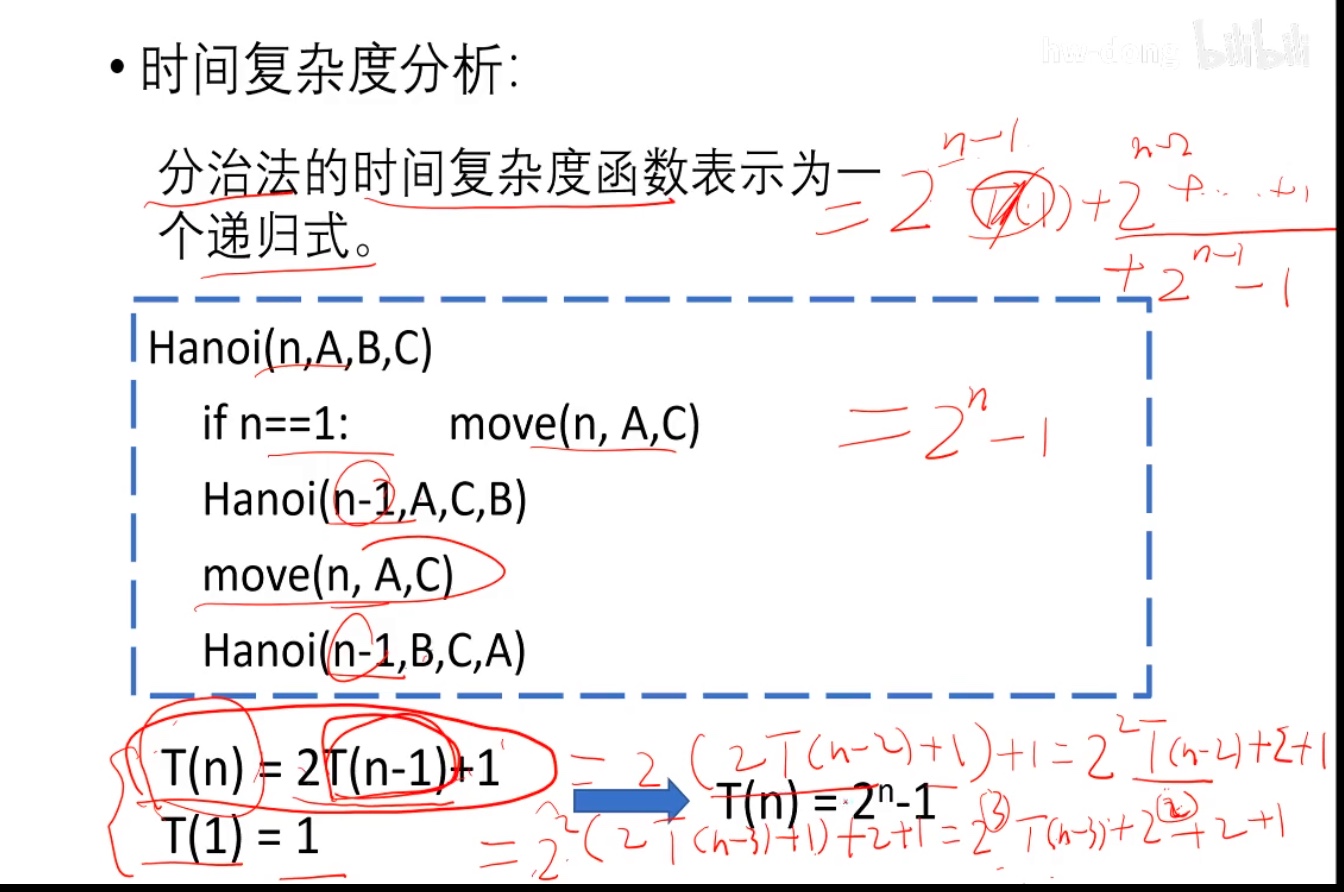 hw-dong bilibili
• 时间复杂度分析:
分治法的时间复杂度函数表示为一
个递归式。
= 2^{n-1} T(1) + 2^{n-2} + ... + 1
+ 2^{n-1} - 1
Hanoi(n,A,B,C)
if n==1: move(n, A,C)
= 2^n - 1
Hanoi(n-1,A,C,B)
move(n, A,C)
Hanoi(n-1,B,C,A)
T(n) = 2T(n-1)+1 = 2(2T(n-2)+1)+1 = 2^2 T(n-2)+2+1
T(n) = 2^n-1
T(1) = 1 = 2^2(2T(n-3)+1)+2+1 = 2^3 T(n-3)+2^2+2+1